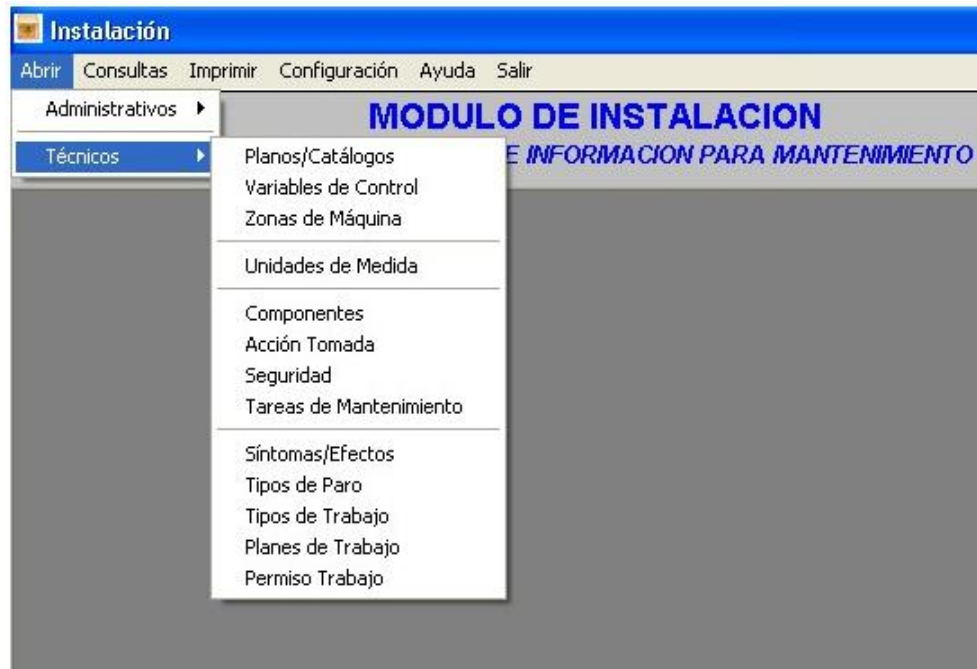 Instalación
Abrir Consultas Imprimir Configuración Ayuda Salir
MODULO DE INSTALACION
E INFORMACION PARA MANTENIMIENTO
Administrativos
Técnicos
Planos/Catálogos
Variables de Control
Zonas de Máquina
Unidades de Medida
Componentes
Acción Tomada
Seguridad
Tareas de Mantenimiento
Síntomas/Efectos
Tipos de Paro
Tipos de Trabajo
Planes de Trabajo
Permiso Trabajo